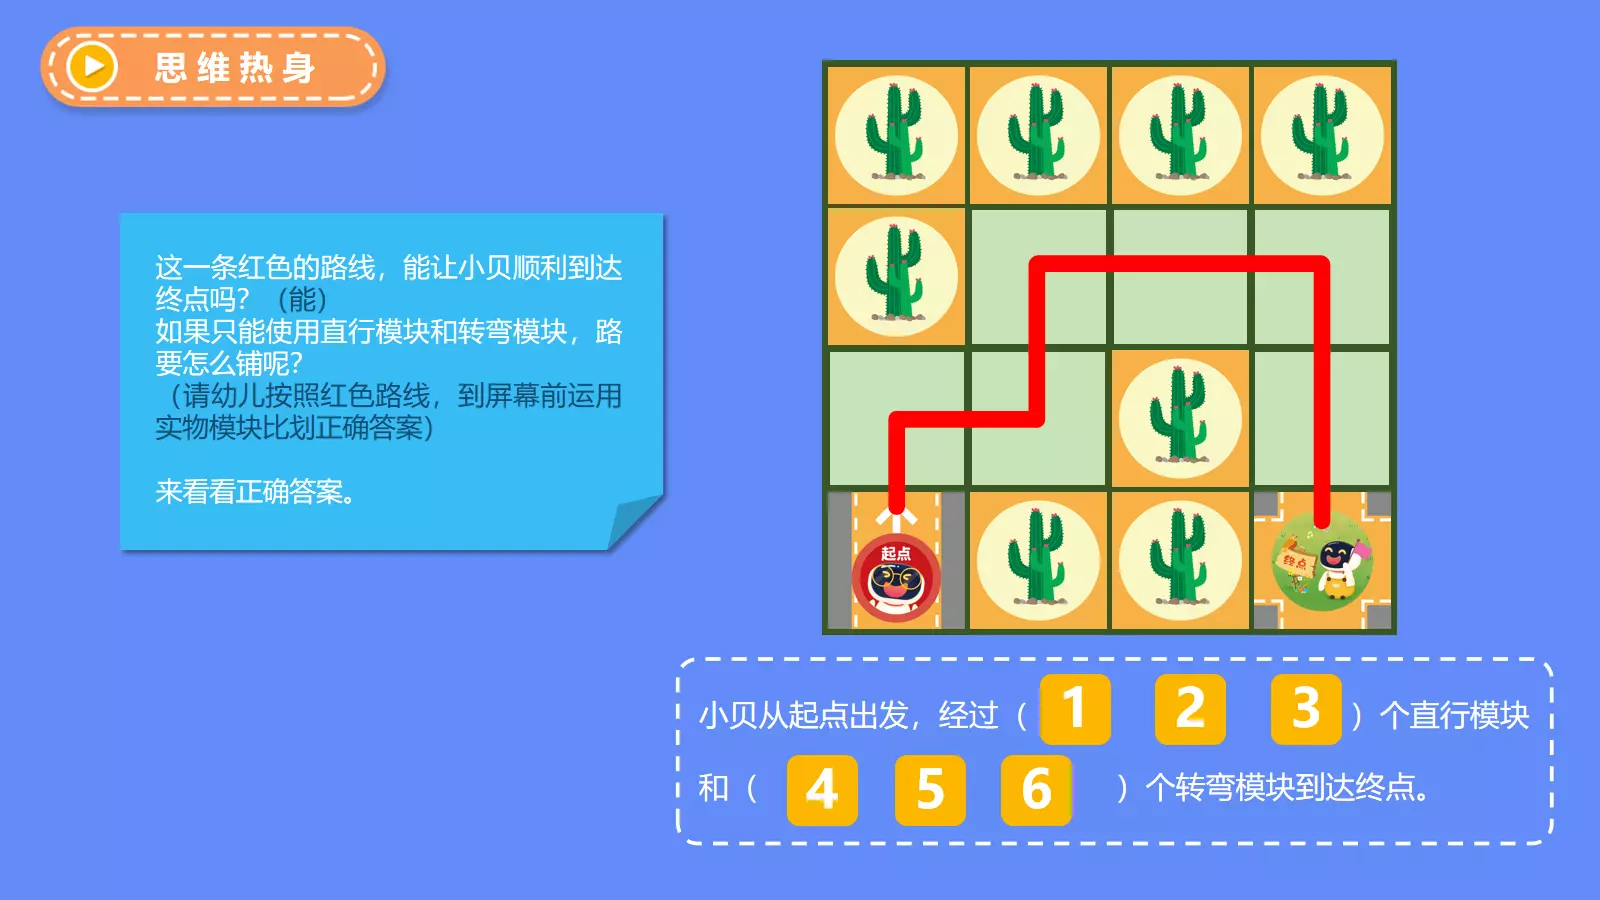 思维热身
这一条红色的路线，能让小贝顺利到达
终点吗？（能）
如果只能使用直行模块和转弯模块，路
要怎么铺呢？
（请幼儿按照红色路线，到屏幕前运用
实物模块比划正确答案）
来看看正确答案。
起点
终点
小贝从起点出发，经过（ 1 2 3 ）个直行模块
和（ 4 5 6 ）个转弯模块到达终点。